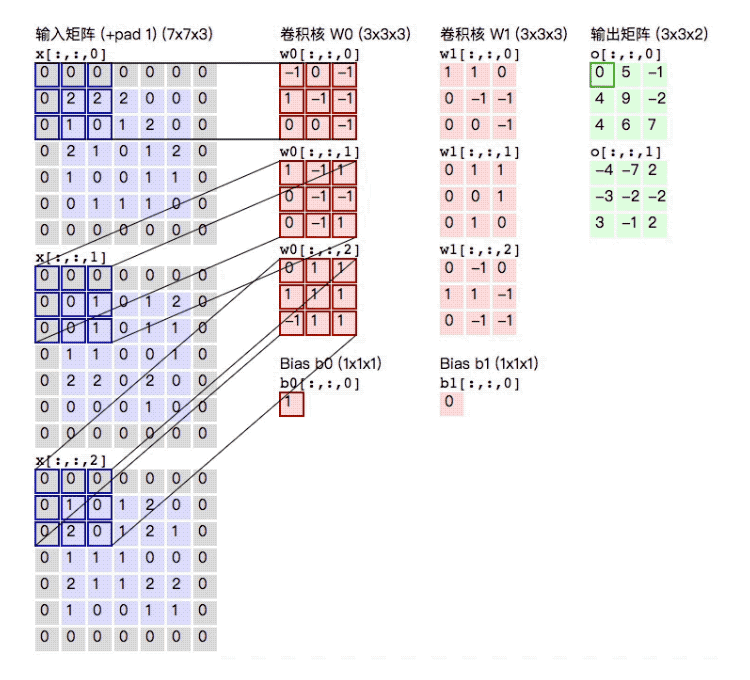 输入矩阵 (+pad 1) (7x7x3)
x[:,:,0]
0 0 0 0 0 0 0
0 2 2 2 0 0 0
0 1 0 1 2 0 0
0 2 1 0 1 2 0
0 1 0 0 1 1 0
0 0 1 1 1 0 0
0 0 0 0 0 0 0
x[:,:,1]
0 0 0 0 0 0 0
0 0 1 0 1 2 0
0 0 1 0 1 1 0
0 1 1 0 0 1 0
0 2 2 0 2 0 0
0 0 0 0 1 0 0
0 0 0 0 0 0 0
x[:,:,2]
0 0 0 0 0 0 0
0 1 0 1 2 0 0
0 2 0 1 2 1 0
0 1 1 1 0 0 0
0 2 1 1 2 2 0
0 1 0 0 1 1 0
0 0 0 0 0 0 0
卷积核 W0 (3x3x3)
w0[:,:,0]
–1 0 –1
1 –1 –1
0 0 –1
w0[:,:,1]
1 –1 1
0 –1 –1
0 –1 1
w0[:,:,2]
0 1 1
1 1 1
–1 1 1
Bias b0 (1x1x1)
b0[:,:,0]
1
卷积核 W1 (3x3x3)
w1[:,:,0]
1 1 0
0 –1 –1
0 0 –1
w1[:,:,1]
0 1 1
0 0 1
0 1 0
w1[:,:,2]
0 –1 0
1 1 –1
0 –1 –1
Bias b1 (1x1x1)
b1[:,:,0]
0
输出矩阵 (3x3x2)
o[:,:,0]
0 5 –1
4 9 –2
4 6 7
o[:,:,1]
–4 –7 2
–3 –2 –2
3 –1 2